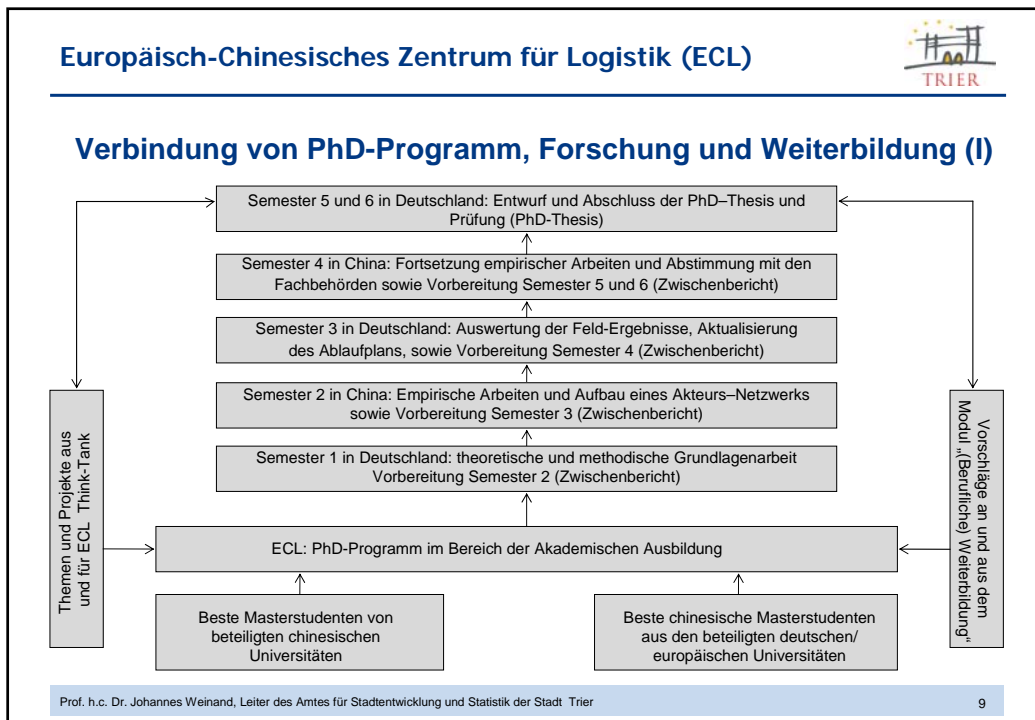 Europäisch-Chinesisches Zentrum für Logistik (ECL)
TRIER
Verbindung von PhD-Programm, Forschung und Weiterbildung (I)
Semester 5 und 6 in Deutschland: Entwurf und Abschluss der PhD–Thesis und
Prüfung (PhD-Thesis)
Semester 4 in China: Fortsetzung empirischer Arbeiten und Abstimmung mit den
Fachbehörden sowie Vorbereitung Semester 5 und 6 (Zwischenbericht)
Semester 3 in Deutschland: Auswertung der Feld-Ergebnisse, Aktualisierung
des Ablaufplans, sowie Vorbereitung Semester 4 (Zwischenbericht)
Semester 2 in China: Empirische Arbeiten und Aufbau eines Akteurs–Netzwerks
sowie Vorbereitung Semester 3 (Zwischenbericht)
Semester 1 in Deutschland: theoretische und methodische Grundlagenarbeit
Vorbereitung Semester 2 (Zwischenbericht)
Themen und Projekte aus
und für ECL Think-Tank
Vorschläge an und aus dem
Modul „(Berufliche) Weiterbildung“
ECL: PhD-Programm im Bereich der Akademischen Ausbildung
Beste Masterstudenten von
beteiligten chinesischen
Universitäten
Beste chinesische Masterstudenten
aus den beteiligten deutschen/
europäischen Universitäten
Prof. h.c. Dr. Johannes Weinand, Leiter des Amtes für Stadtentwicklung und Statistik der Stadt Trier
9